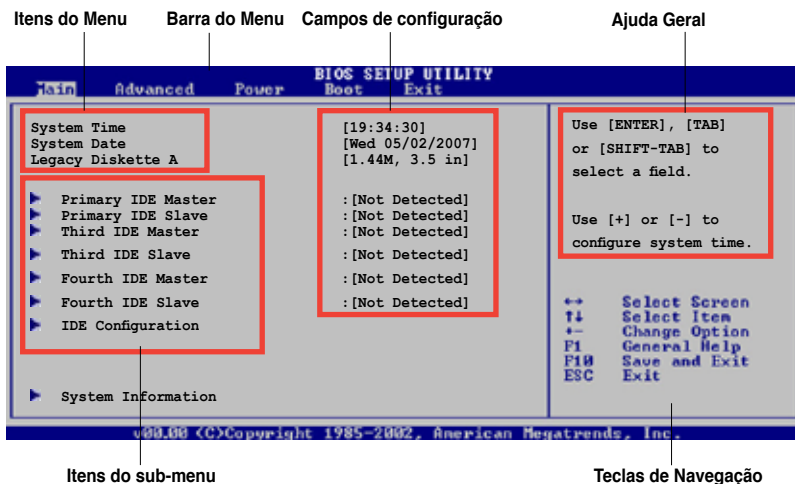 Itens do Menu Barra do Menu Campos de configuração Ajuda Geral
BIOS SETUP UTILITY
Main Advanced Power Boot Exit
System Time [19:34:30]
System Date [Wed 05/02/2007]
Legacy Diskette A [1.44M, 3.5 in]
Primary IDE Master :[Not Detected]
Primary IDE Slave :[Not Detected]
Third IDE Master :[Not Detected]
Third IDE Slave :[Not Detected]
Fourth IDE Master :[Not Detected]
Fourth IDE Slave :[Not Detected]
IDE Configuration
System Information
Use [ENTER], [TAB]
or [SHIFT-TAB] to
select a field.
Use [+] or [-] to
configure system time.
↔ Select Screen
↑↓ Select Item
+- Change Option
F1 General Help
F10 Save and Exit
ESC Exit
v00.00 (C)Copyright 1985-2002, American Megatrends, Inc.
Itens do sub-menu Teclas de Navegação